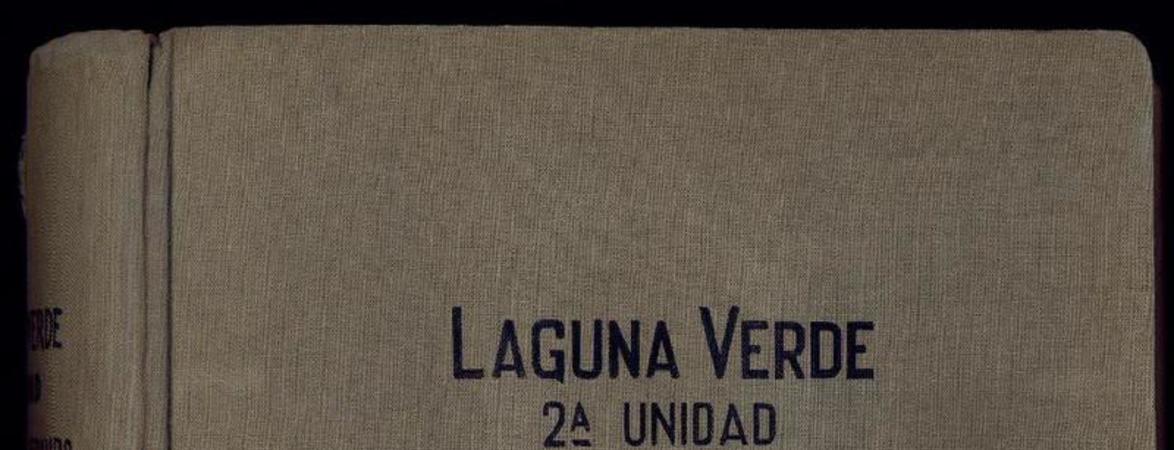 LAGUNA VERDE
2ª UNIDAD